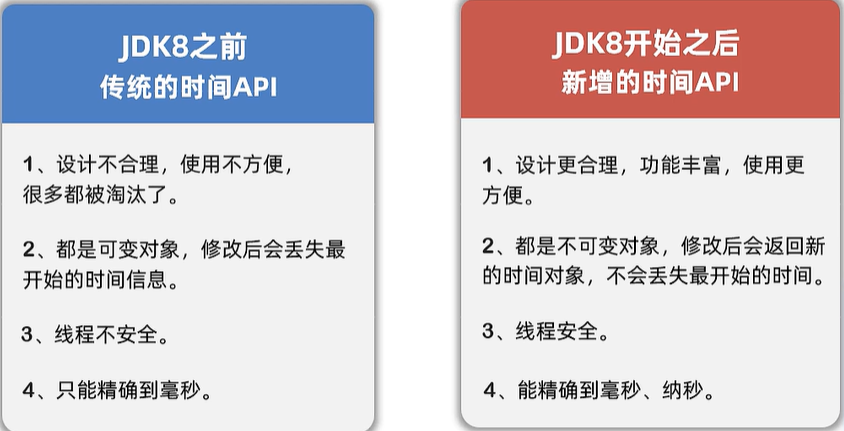 JDK8之前
传统的时间API
1、设计不合理，使用不方便，
很多都被淘汰了。
2、都是可变对象，修改后会丢失最
开始的时间信息。
3、线程不安全。
4、只能精确到毫秒。
JDK8开始之后
新增的时间API
1、设计更合理，功能丰富，使用更
方便。
2、都是不可变对象，修改后会返回新
的时间对象，不会丢失最开始的时间。
3、线程安全。
4、能精确到毫秒、纳秒。